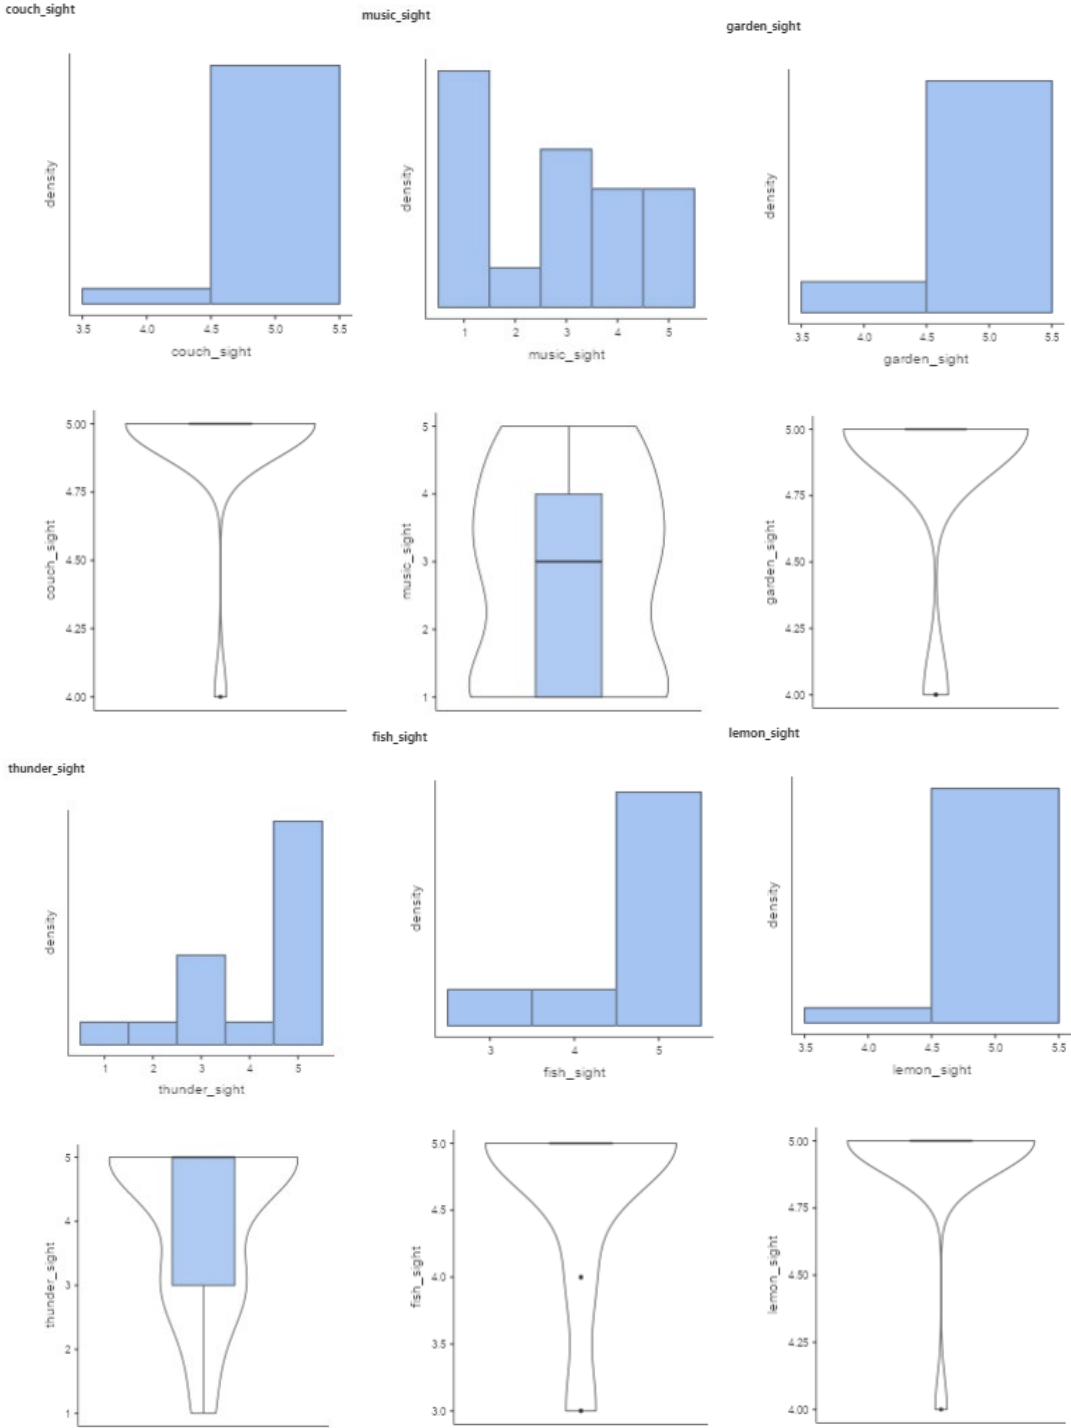 couch_sight
music_sight
garden_sight
density
density
density
3.5 4.0 4.5 5.0 5.5
1 2 3 4 5
3.5 4.0 4.5 5.0 5.5
couch_sight
music_sight
garden_sight
5.00
4.75
4.50
4.25
4.00
couch_sight
5
4
3
2
1
music_sight
5.00
4.75
4.50
4.25
4.00
garden_sight
thunder_sight
fish_sight
lemon_sight
density
density
density
1 2 3 4 5
3 4 5
3.5 4.0 4.5 5.0 5.5
thunder_sight
fish_sight
lemon_sight
5
4
3
2
1
thunder_sight
5.0
4.5
4.0
3.5
3.0
fish_sight
5.00
4.75
4.50
4.25
4.00
lemon_sight